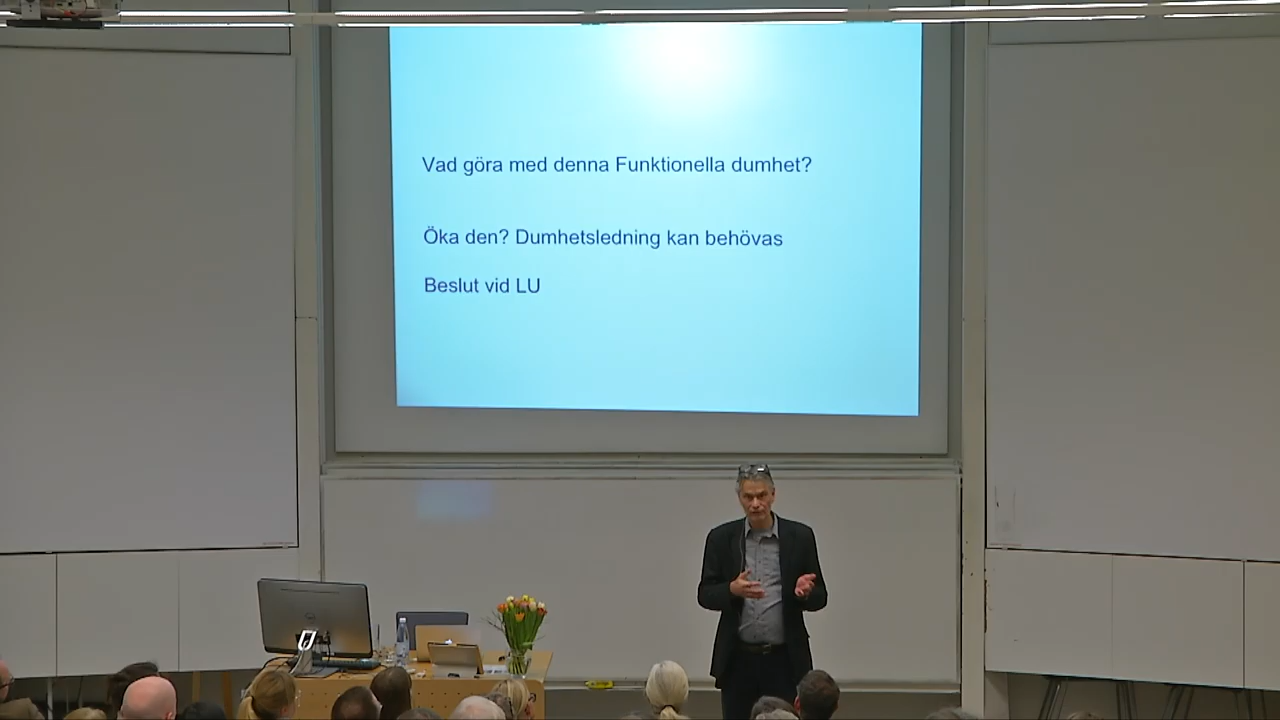 Vad göra med denna Funktionella dumhet?
Öka den? Dumhetsledning kan behövas
Beslut vid LU